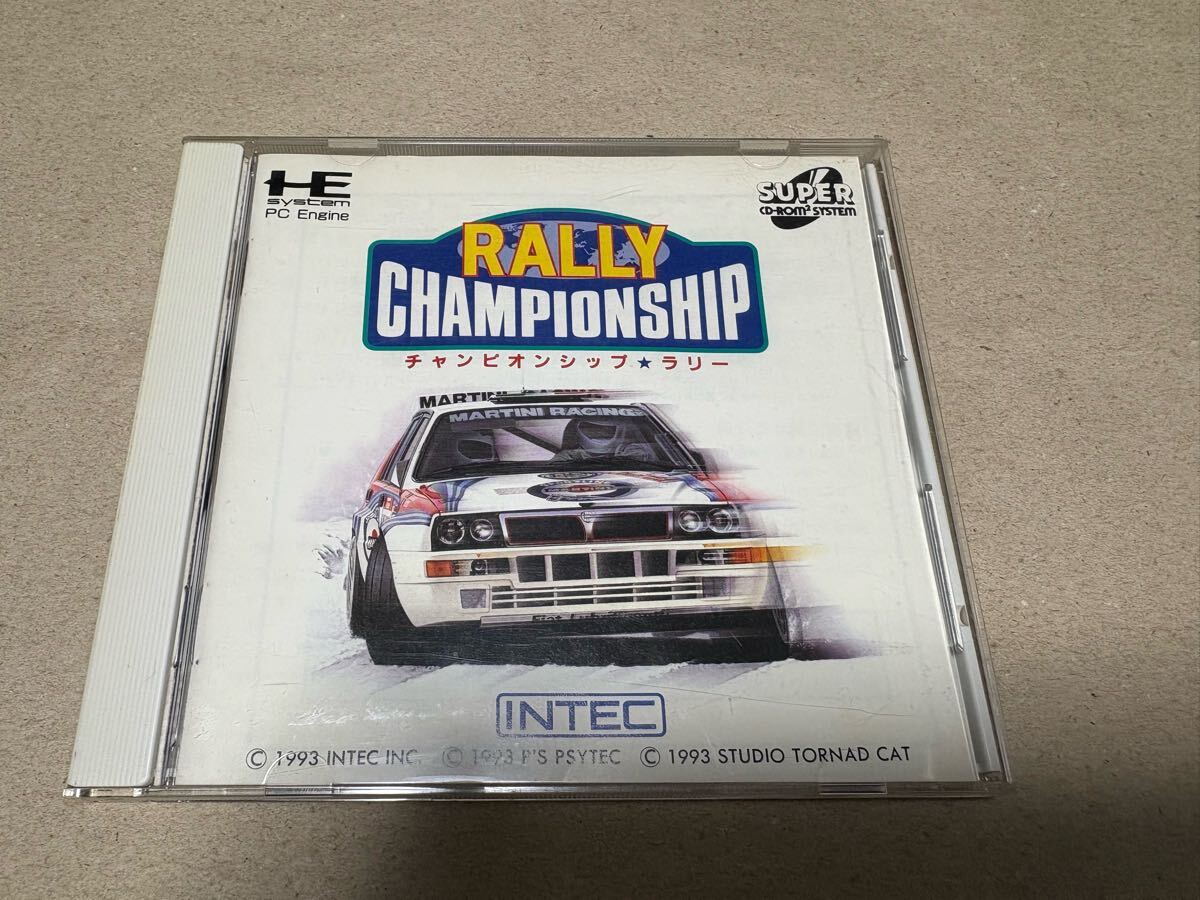 HE
system
PC Engine
SUPER
CD-ROM² SYSTEM
RALLY
CHAMPIONSHIP
チャンピオンシップ★ラリー
MARTINI
MARTINI RACING
INTEC
© 1993 INTEC INC. © 1993 P'S PSYTEC © 1993 STUDIO TORNAD CAT